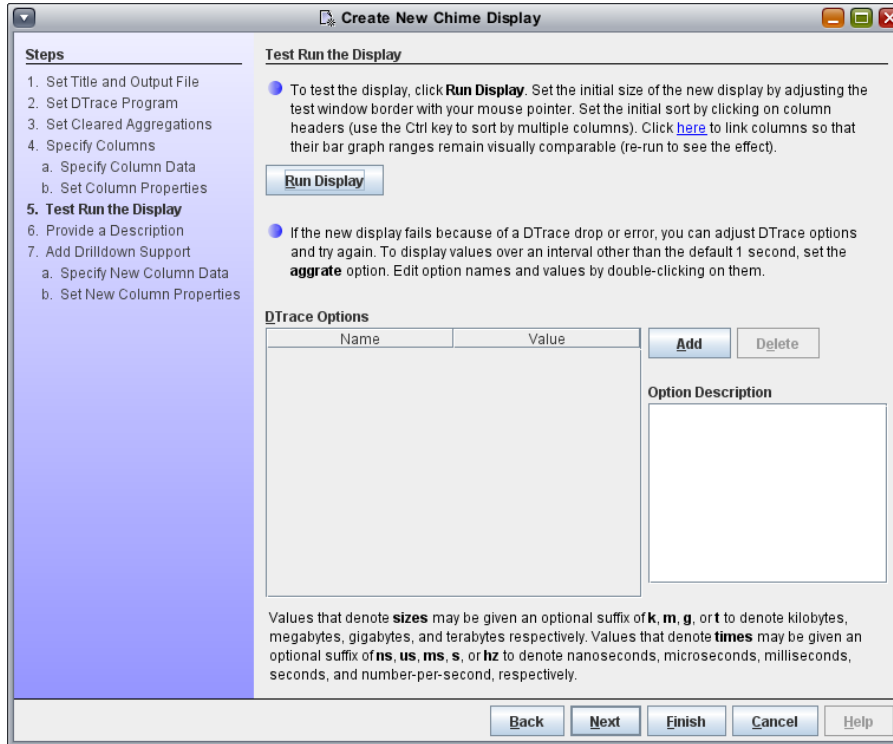 Create New Chime Display
Steps
1. Set Title and Output File
2. Set DTrace Program
3. Set Cleared Aggregations
4. Specify Columns
a. Specify Column Data
b. Set Column Properties
5. Test Run the Display
6. Provide a Description
7. Add Drilldown Support
a. Specify New Column Data
b. Set New Column Properties
Test Run the Display
To test the display, click Run Display. Set the initial size of the new display by adjusting the
test window border with your mouse pointer. Set the initial sort by clicking on column
headers (use the Ctrl key to sort by multiple columns). Click here to link columns so that
their bar graph ranges remain visually comparable (re-run to see the effect).
Run Display
If the new display fails because of a DTrace drop or error, you can adjust DTrace options
and try again. To display values over an interval other than the default 1 second, set the
aggrate option. Edit option names and values by double-clicking on them.
DTrace Options
Name Value
Add Delete
Option Description
Values that denote sizes may be given an optional suffix of k, m, g, or t to denote kilobytes,
megabytes, gigabytes, and terabytes respectively. Values that denote times may be given an
optional suffix of ns, us, ms, s, or hz to denote nanoseconds, microseconds, milliseconds,
seconds, and number-per-second, respectively.
Back Next Finish Cancel Help